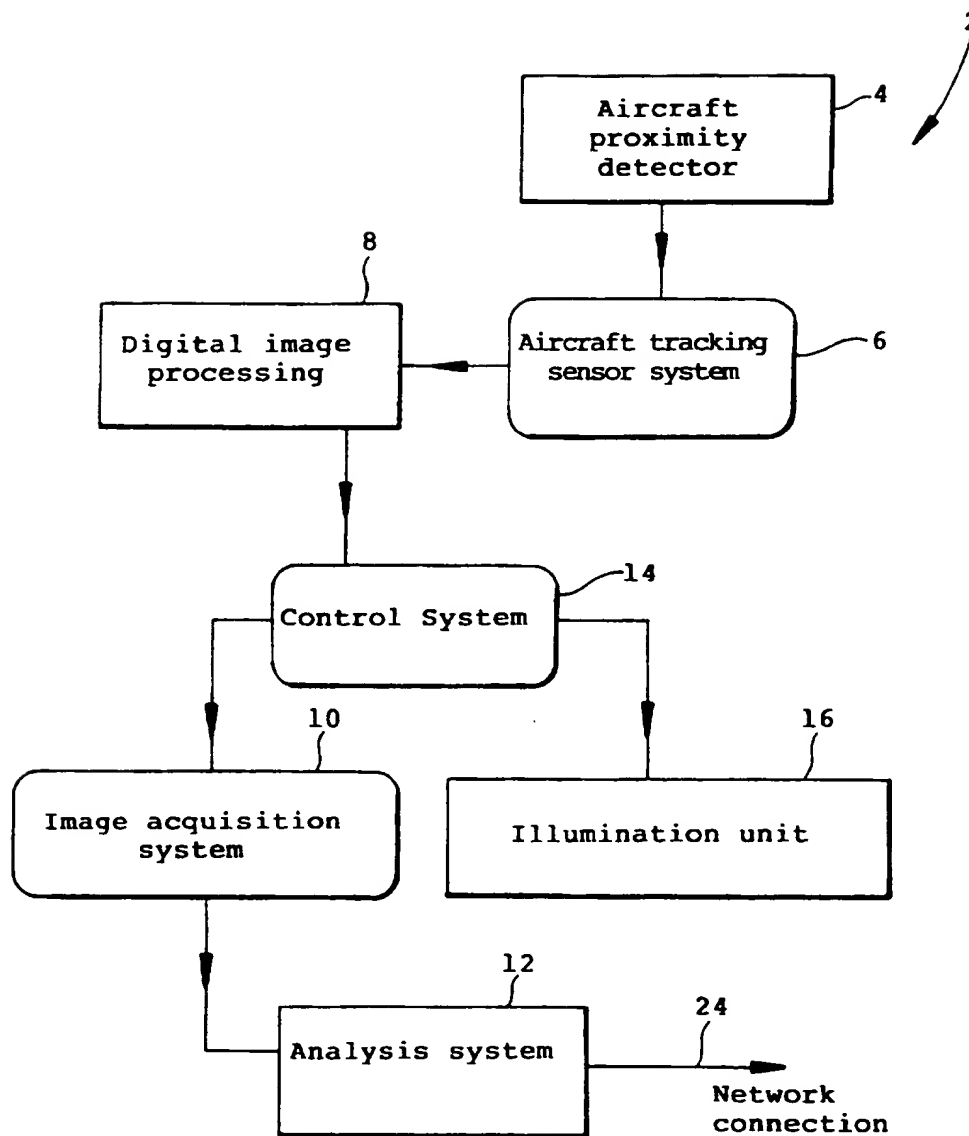 2
Aircraft
proximity
detector
4
8
Digital image
processing
Aircraft tracking
sensor system
6
Control System
14
10
16
Image acquisition
system
Illumination unit
12
Analysis system
24
Network
connection